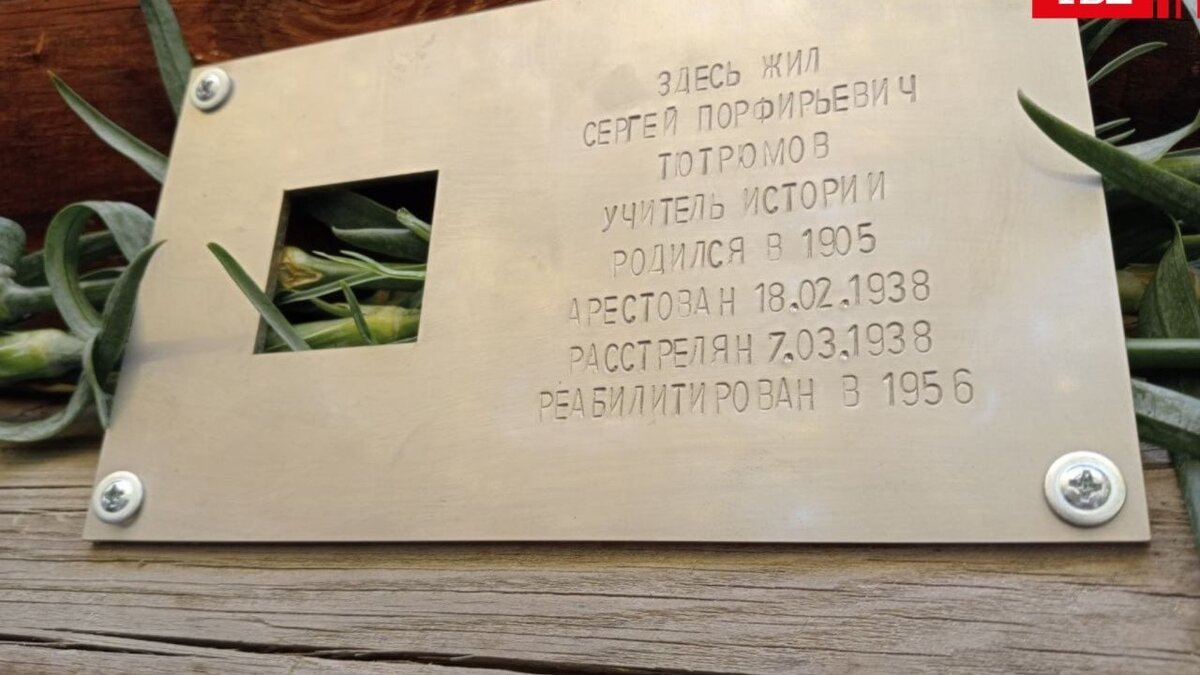 ЗДЕСЬ ЖИЛ
СЕРГЕЙ ПОРФИРЬЕВИЧ
ТЮТРЮМОВ
УЧИТЕЛЬ ИСТОРИИ
РОДИЛСЯ В 1905
АРЕСТОВАН 18.02.1938
РАССТРЕЛЯН 7.03.1938
РЕАБИЛИТИРОВАН В 1956